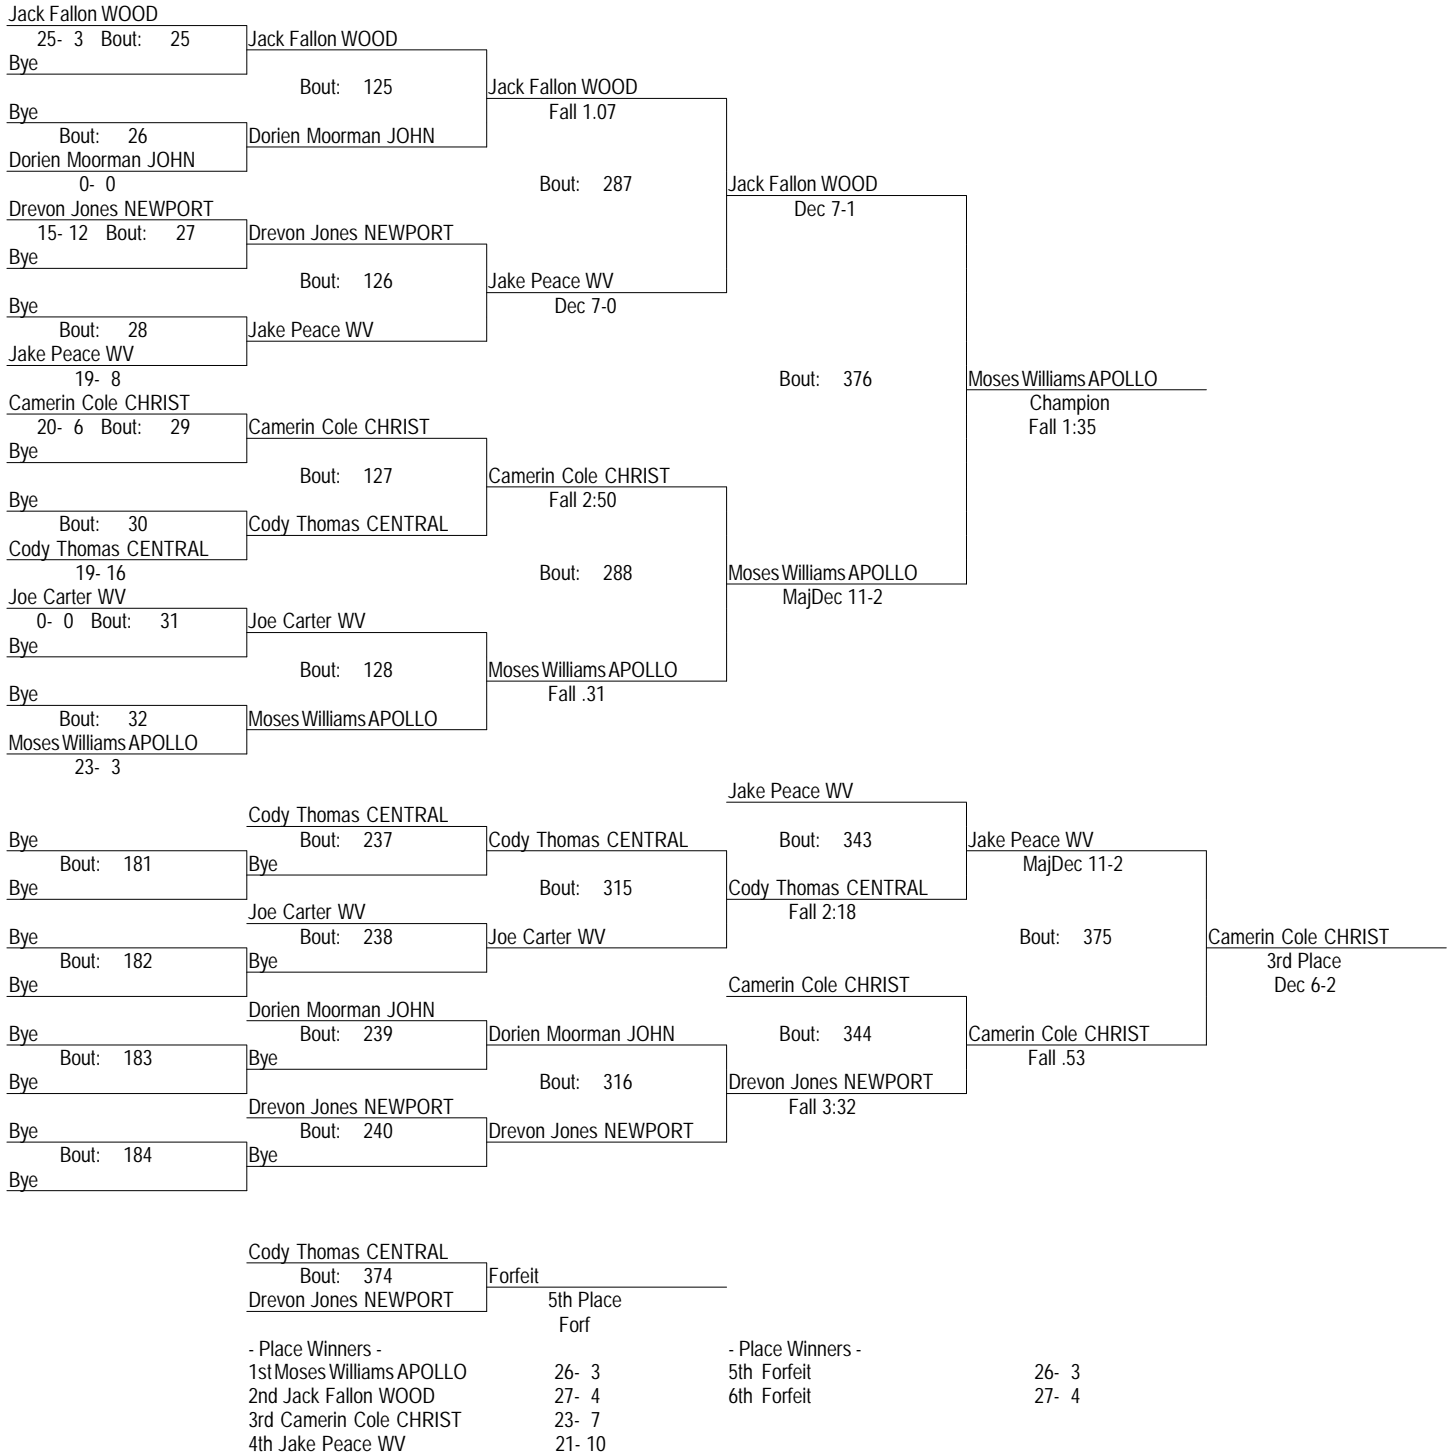 Jack Fallon WOOD
25- 3 Bout: 25 Jack Fallon WOOD
Bye
Bout: 125 Jack Fallon WOOD
Bye Fall 1.07
Bout: 26 Dorien Moorman JOHN
Dorien Moorman JOHN
0- 0 Bout: 287 Jack Fallon WOOD
Drevon Jones NEWPORT Dec 7-1
15- 12 Bout: 27 Drevon Jones NEWPORT
Bye
Bout: 126 Jake Peace WV
Bye Dec 7-0
Bout: 28 Jake Peace WV
Jake Peace WV
19- 8 Bout: 376 Moses Williams APOLLO
Camerin Cole CHRIST Champion
20- 6 Bout: 29 Camerin Cole CHRIST Fall 1:35
Bye
Bout: 127 Camerin Cole CHRIST
Bye Fall 2:50
Bout: 30 Cody Thomas CENTRAL
Cody Thomas CENTRAL
19- 16 Bout: 288 Moses Williams APOLLO
Joe Carter WV MajDec 11-2
0- 0 Bout: 31 Joe Carter WV
Bye
Bout: 128 Moses Williams APOLLO
Bye Fall .31
Bout: 32 Moses Williams APOLLO
Moses Williams APOLLO
23- 3
Jake Peace WV
Cody Thomas CENTRAL
Bye Bout: 237 Cody Thomas CENTRAL Bout: 343 Jake Peace WV
Bout: 181 Bye MajDec 11-2
Bye Bout: 315 Cody Thomas CENTRAL
Joe Carter WV Fall 2:18
Bye Bout: 238 Joe Carter WV Bout: 375 Camerin Cole CHRIST
Bout: 182 Bye 3rd Place
Bye Camerin Cole CHRIST Dec 6-2
Dorien Moorman JOHN
Bye Bout: 239 Dorien Moorman JOHN Bout: 344 Camerin Cole CHRIST
Bout: 183 Bye Fall .53
Bye Bout: 316 Drevon Jones NEWPORT
Drevon Jones NEWPORT Fall 3:32
Bye Bout: 240 Drevon Jones NEWPORT
Bout: 184 Bye
Bye
Cody Thomas CENTRAL
Bout: 374 Forfeit
Drevon Jones NEWPORT 5th Place
Forf
- Place Winners - - Place Winners -
1st Moses Williams APOLLO 26- 3 5th Forfeit 26- 3
2nd Jack Fallon WOOD 27- 4 6th Forfeit 27- 4
3rd Camerin Cole CHRIST 23- 7
4th Jake Peace WV 21- 10